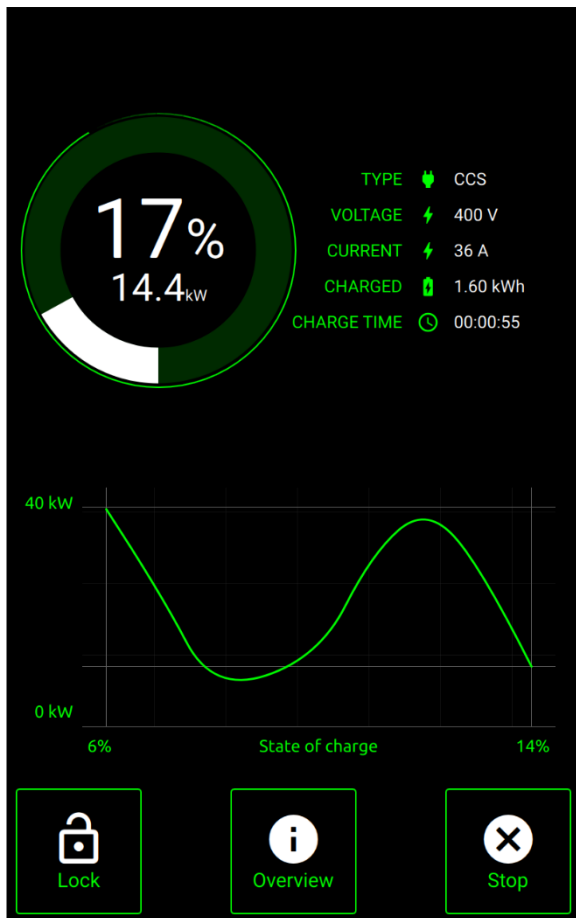 17%
14.4kW
TYPE CCS
VOLTAGE 400 V
CURRENT 36 A
CHARGED 1.60 kWh
CHARGE TIME 00:00:55
40 kW
0 kW
6% State of charge 14%
Lock Overview Stop